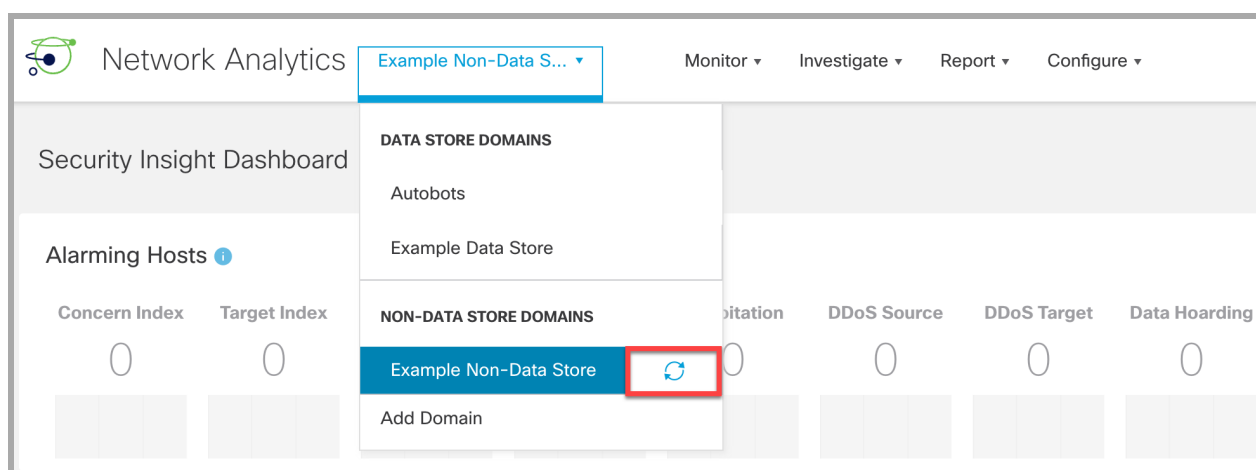 Network Analytics
Example Non-Data S...
Monitor
Investigate
Report
Configure
Security Insight Dashboard
DATA STORE DOMAINS
Autobots
Example Data Store
NON-DATA STORE DOMAINS
Example Non-Data Store
Add Domain
Alarming Hosts
Concern Index
Target Index
oitation
DDoS Source
DDoS Target
Data Hoarding
0
0
0
0
0
0